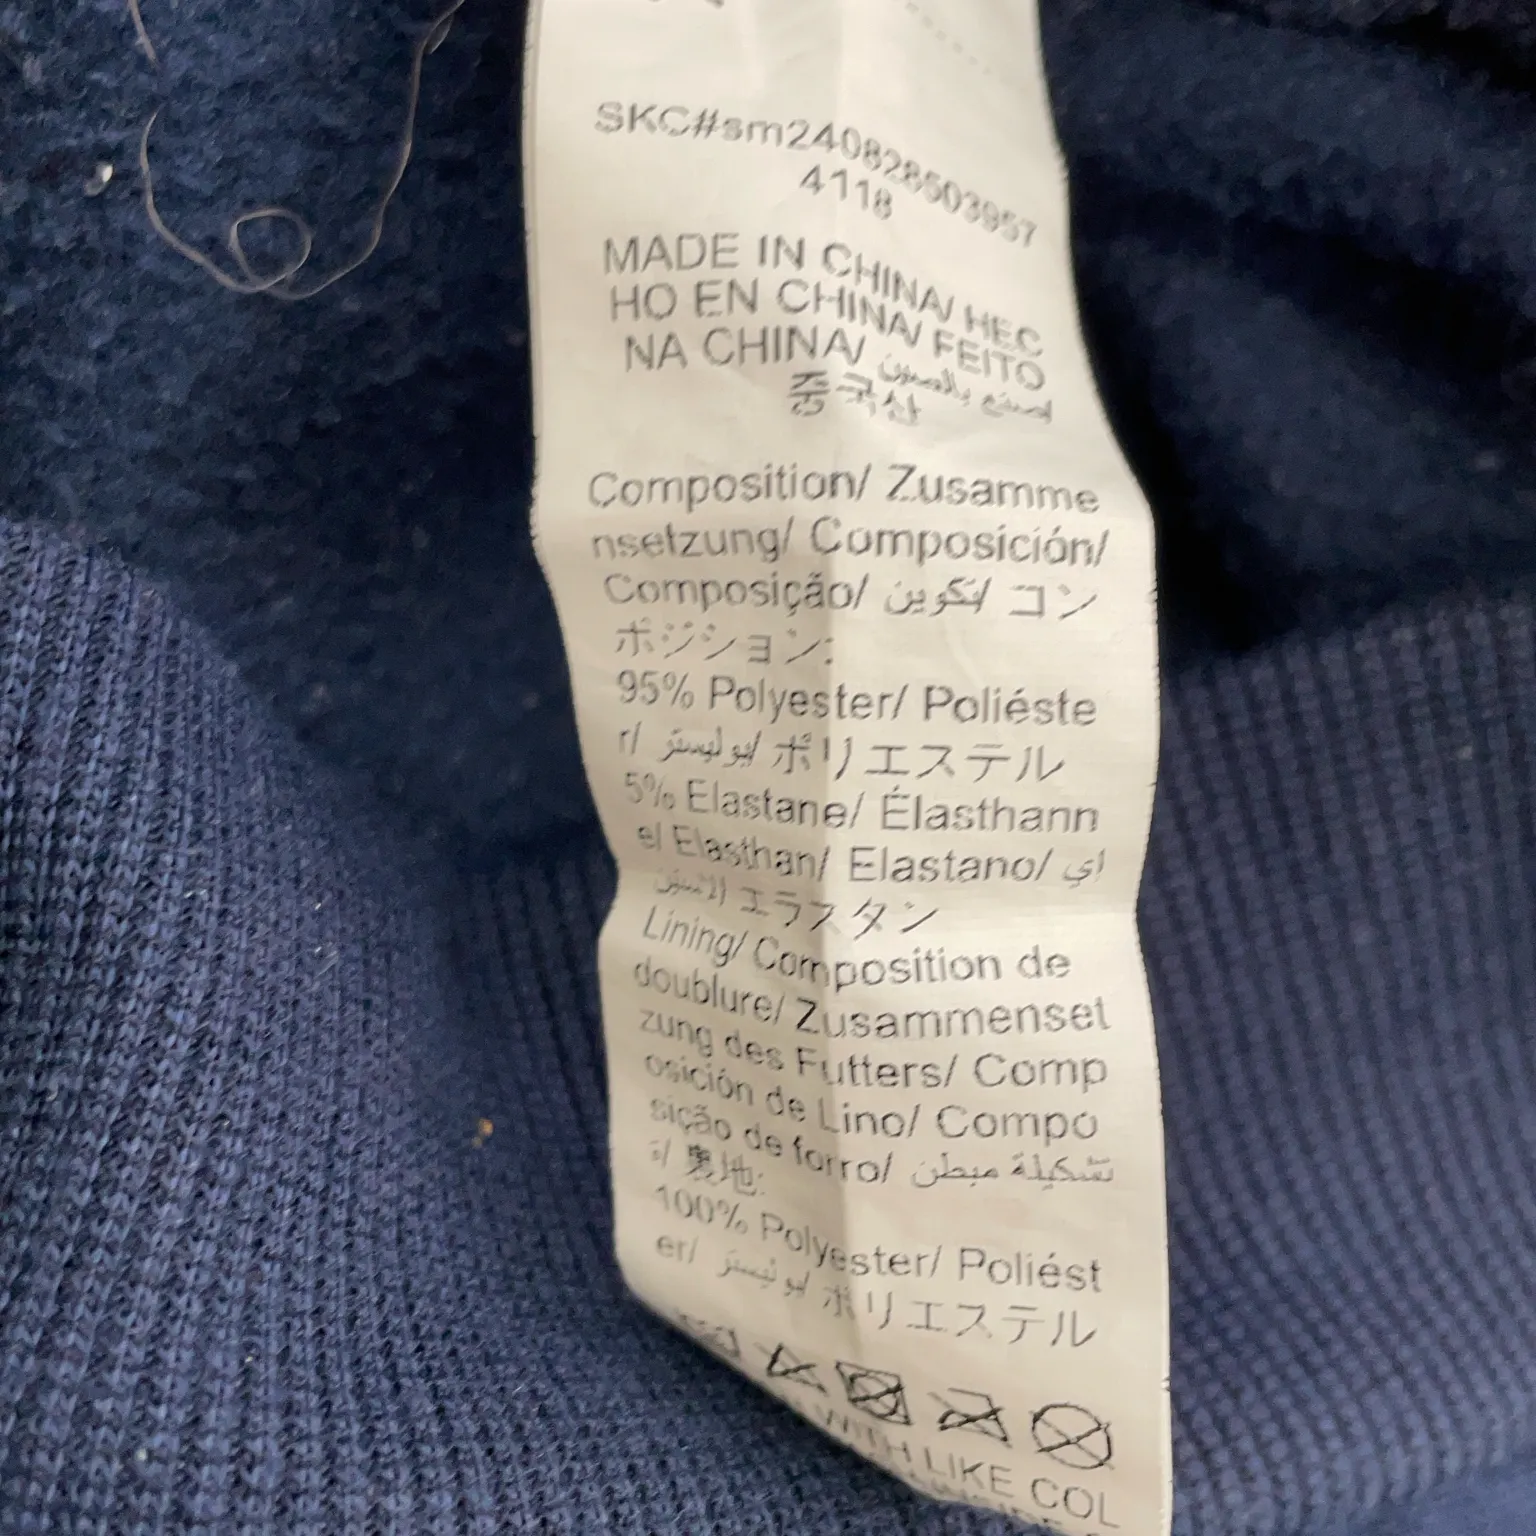 SKC#sm240828503957
4118
MADE IN CHINA/ HEC
HO EN CHINA/ FEITO
NA CHINA/ صنع بالصين/
중국산
Composition/ Zusamme
nsetzung/ Composición/
Composição/ تكوين/ コン
ポジション:
95% Polyester/ Poliéste
r/ بوليستر/ ポリエステル
5% Elastane/ Élasthann
e/ Elasthan/ Elastano/ اي
エラスタン
Lining/ Composition de
doublure/ Zusammenset
zung des Futters/ Comp
osición de Lino/ Compo
sição de forro/ تشكيلة مبطن
裏地:
100% Polyester/ Poliést
er/ بوليستر/ ポリエステル
WITH LIKE COL